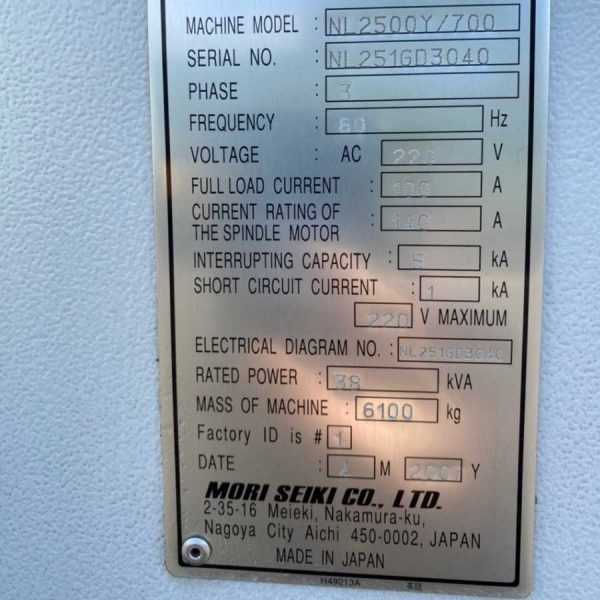 MACHINE MODEL : NL2500Y/700
SERIAL NO. : NL251GD3040
PHASE : 3
FREQUENCY : 60 Hz
VOLTAGE : AC 220 V
FULL LOAD CURRENT : 100 A
CURRENT RATING OF
THE SPINDLE MOTOR : 140 A
INTERRUPTING CAPACITY : 5 kA
SHORT CIRCUIT CURRENT : 1 kA
220 V MAXIMUM
ELECTRICAL DIAGRAM NO. : NL251GD3040
RATED POWER : 38 kVA
MASS OF MACHINE : 6100 kg
Factory ID is # 1
DATE : M 2007 Y
MORI SEIKI CO., LTD.
2-35-16 Meieki, Nakamura-ku,
Nagoya City Aichi 450-0002, JAPAN
MADE IN JAPAN
H49213A 英語